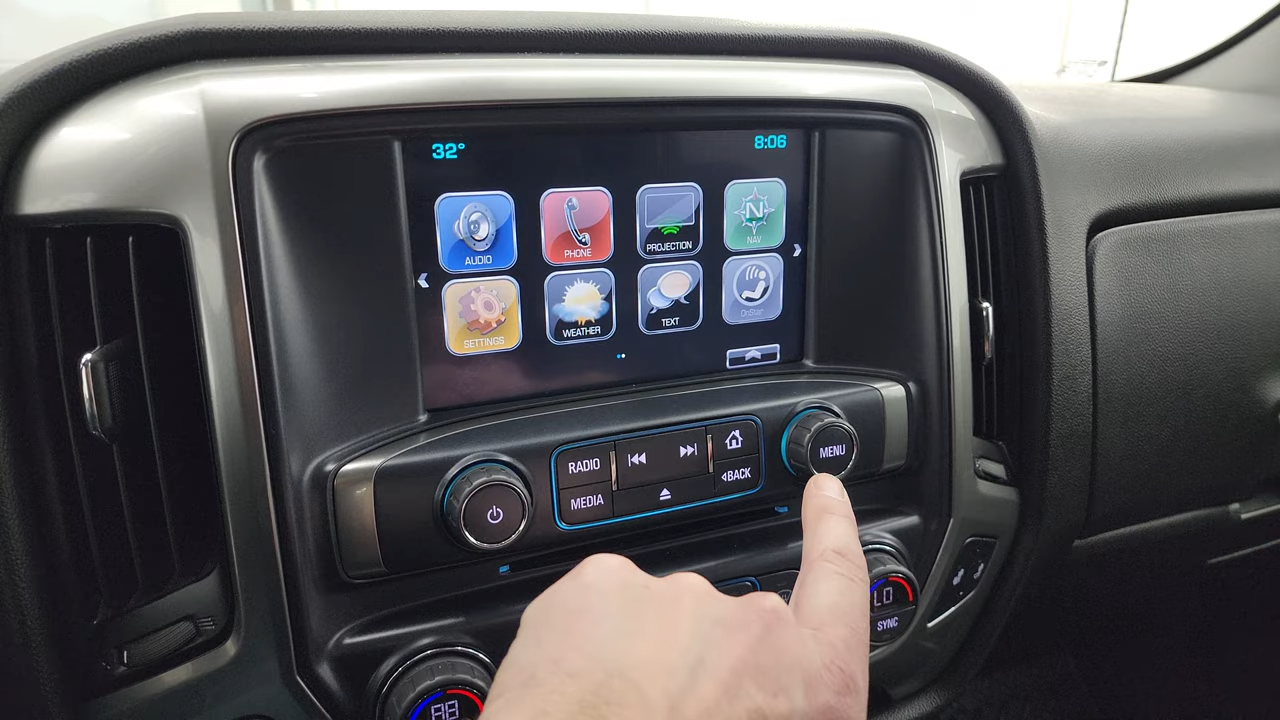 32°
8:06
AUDIO
PHONE
PROJECTION
N
NAV
SETTINGS
WEATHER
TEXT
OnStar
RADIO
MEDIA
BACK
MENU
LO
SYNC